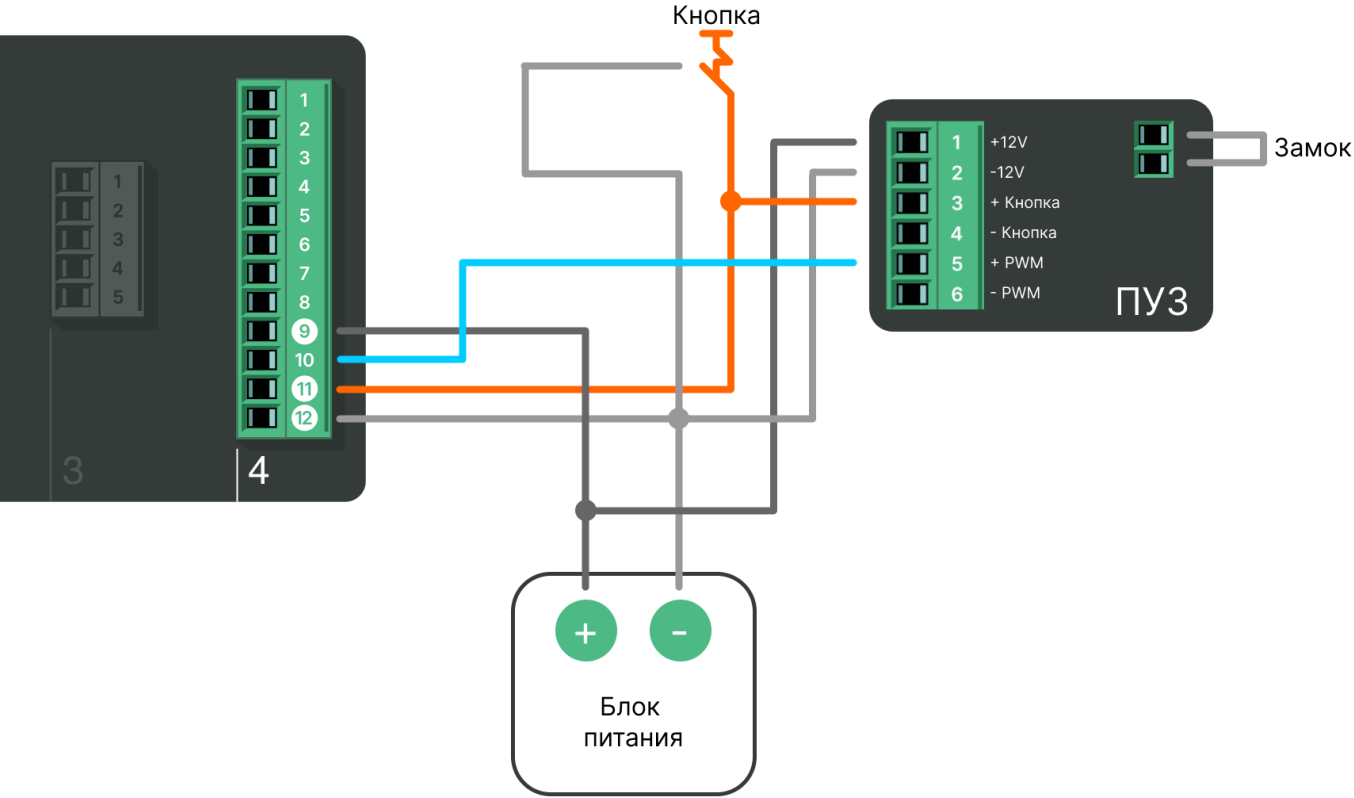 Кнопка
1
2
3
4
5
1
2
3
4
5
6
7
8
9
10
11
12
3
4
1 +12V
2 -12V
3 + Кнопка
4 - Кнопка
5 + PWM
6 - PWM
ПУЗ
Замок
+ -
Блок
питания